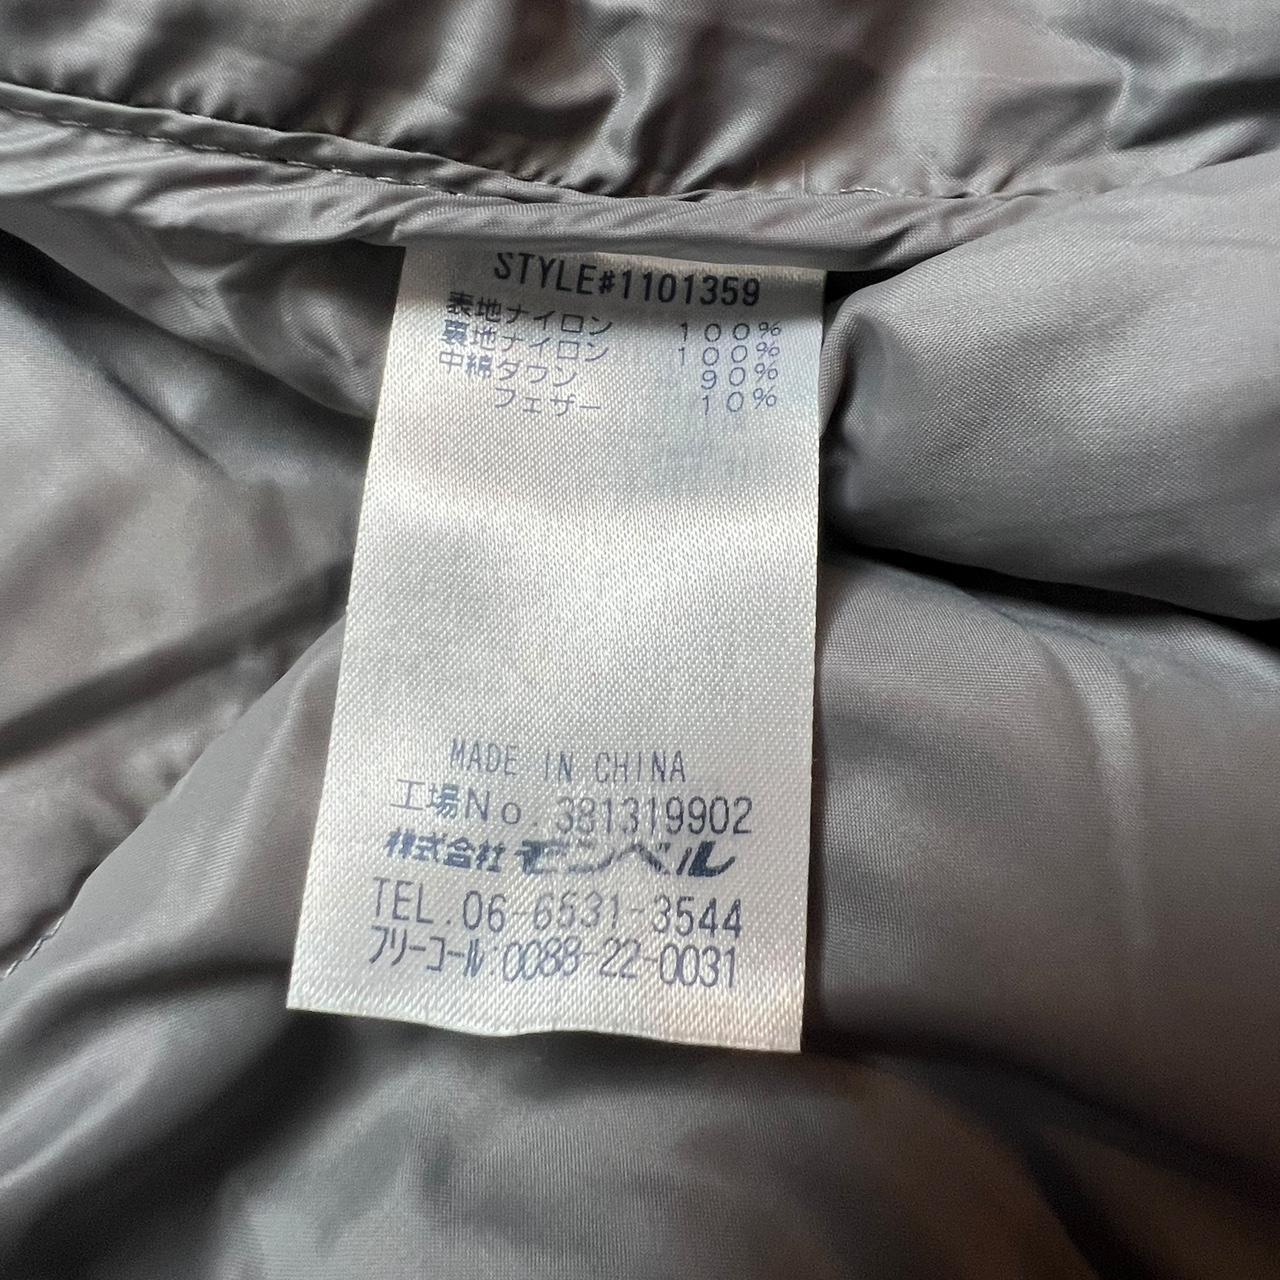 STYLE#1101359
表地ナイロン 100%
裏地ナイロン 100%
中綿ダウン 90%
フェザー 10%
MADE IN CHINA
工場No. 381319902
株式会社モンベル
TEL.06-6531-3544
フリーコール:0088-22-0031